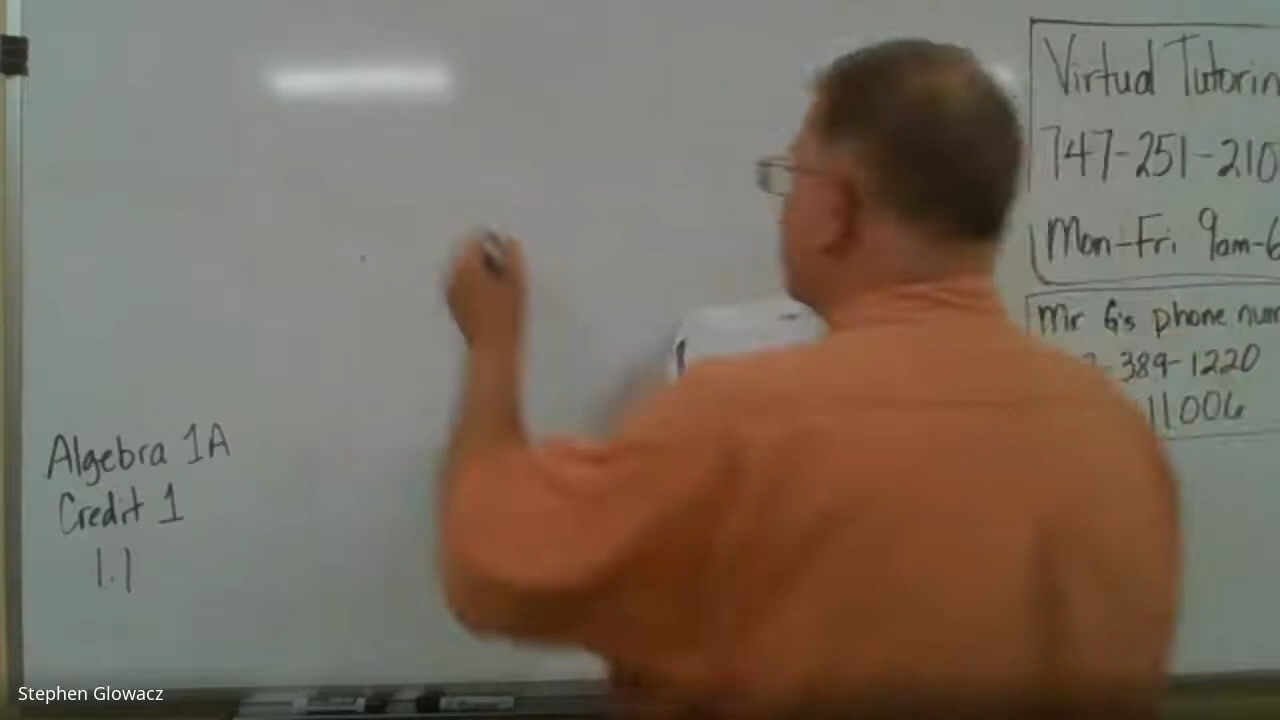 Virtual Tutorin
747-251-210
Mon-Fri 9am-6
Mr G's phone num
389-1220
11006
Algebra 1A
Credit 1
1.1
Stephen Glowacz